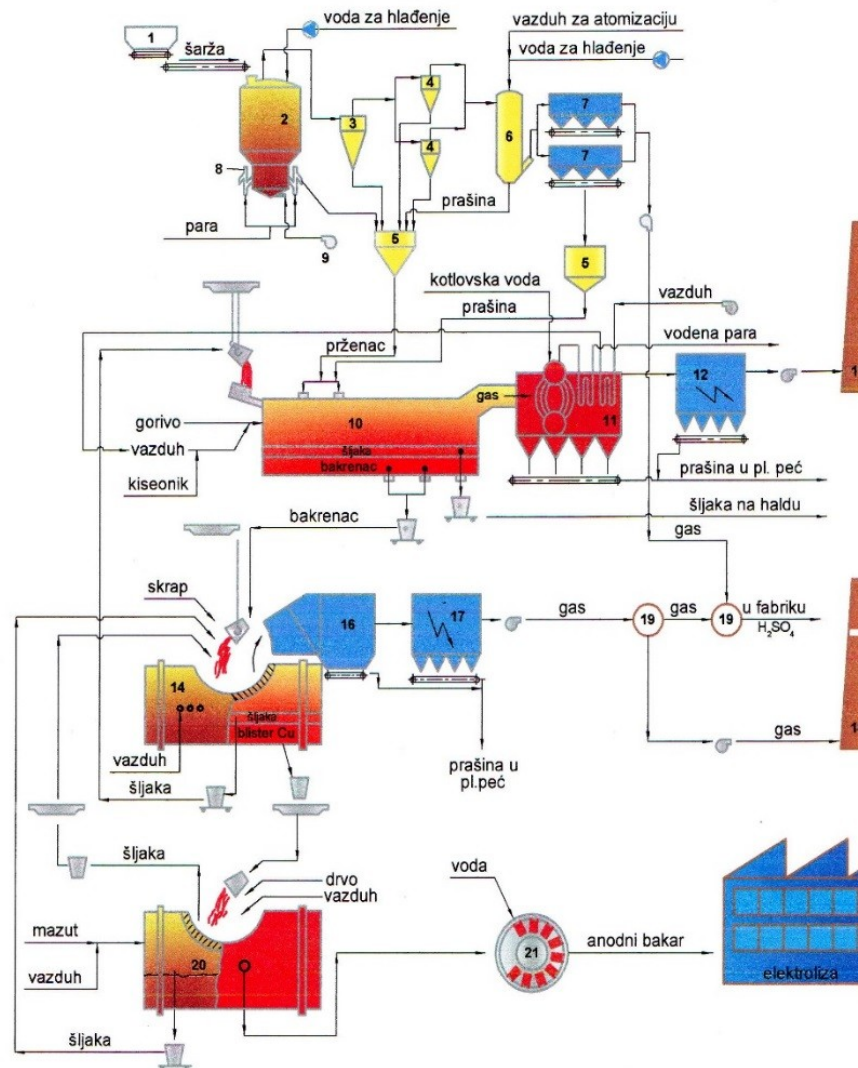 voda za hlađenje
vazduh za atomizaciju
voda za hlađenje
1
šarža
2
3
4
4
6
7
7
8
para
9
prašina
5
5
kotlovska voda
prašina
vazduh
vodena para
prženac
gas
11
12
gorivo
vazduh
kiseonik
10
šljaka
bakrenac
prašina u pl. peć
šljaka na haldu
bakrenac
gas
skrap
16
17
gas
19
gas
19
u fabriku
H₂SO₄
14
šljaka
blister Cu
vazduh
šljaka
prašina u
pl.peć
gas
šljaka
drvo
vazduh
mazut
vazduh
20
šljaka
voda
21
anodni bakar
elektroliza